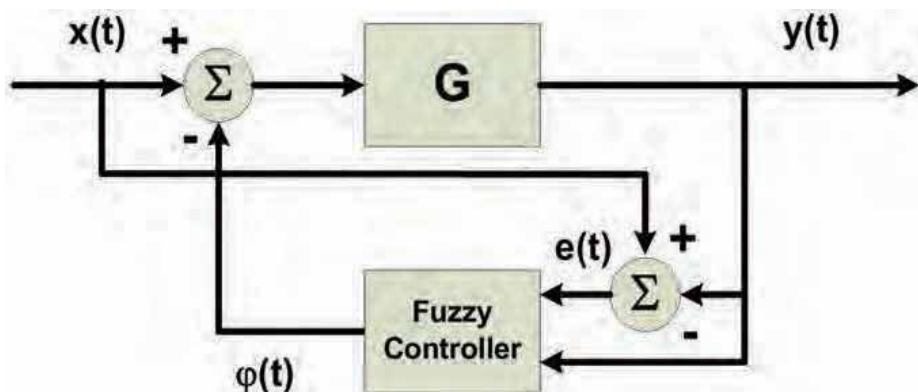 x(t)
+
y(t)
Σ
G
-
+
e(t)
Σ
-
Fuzzy
Controller
φ(t)